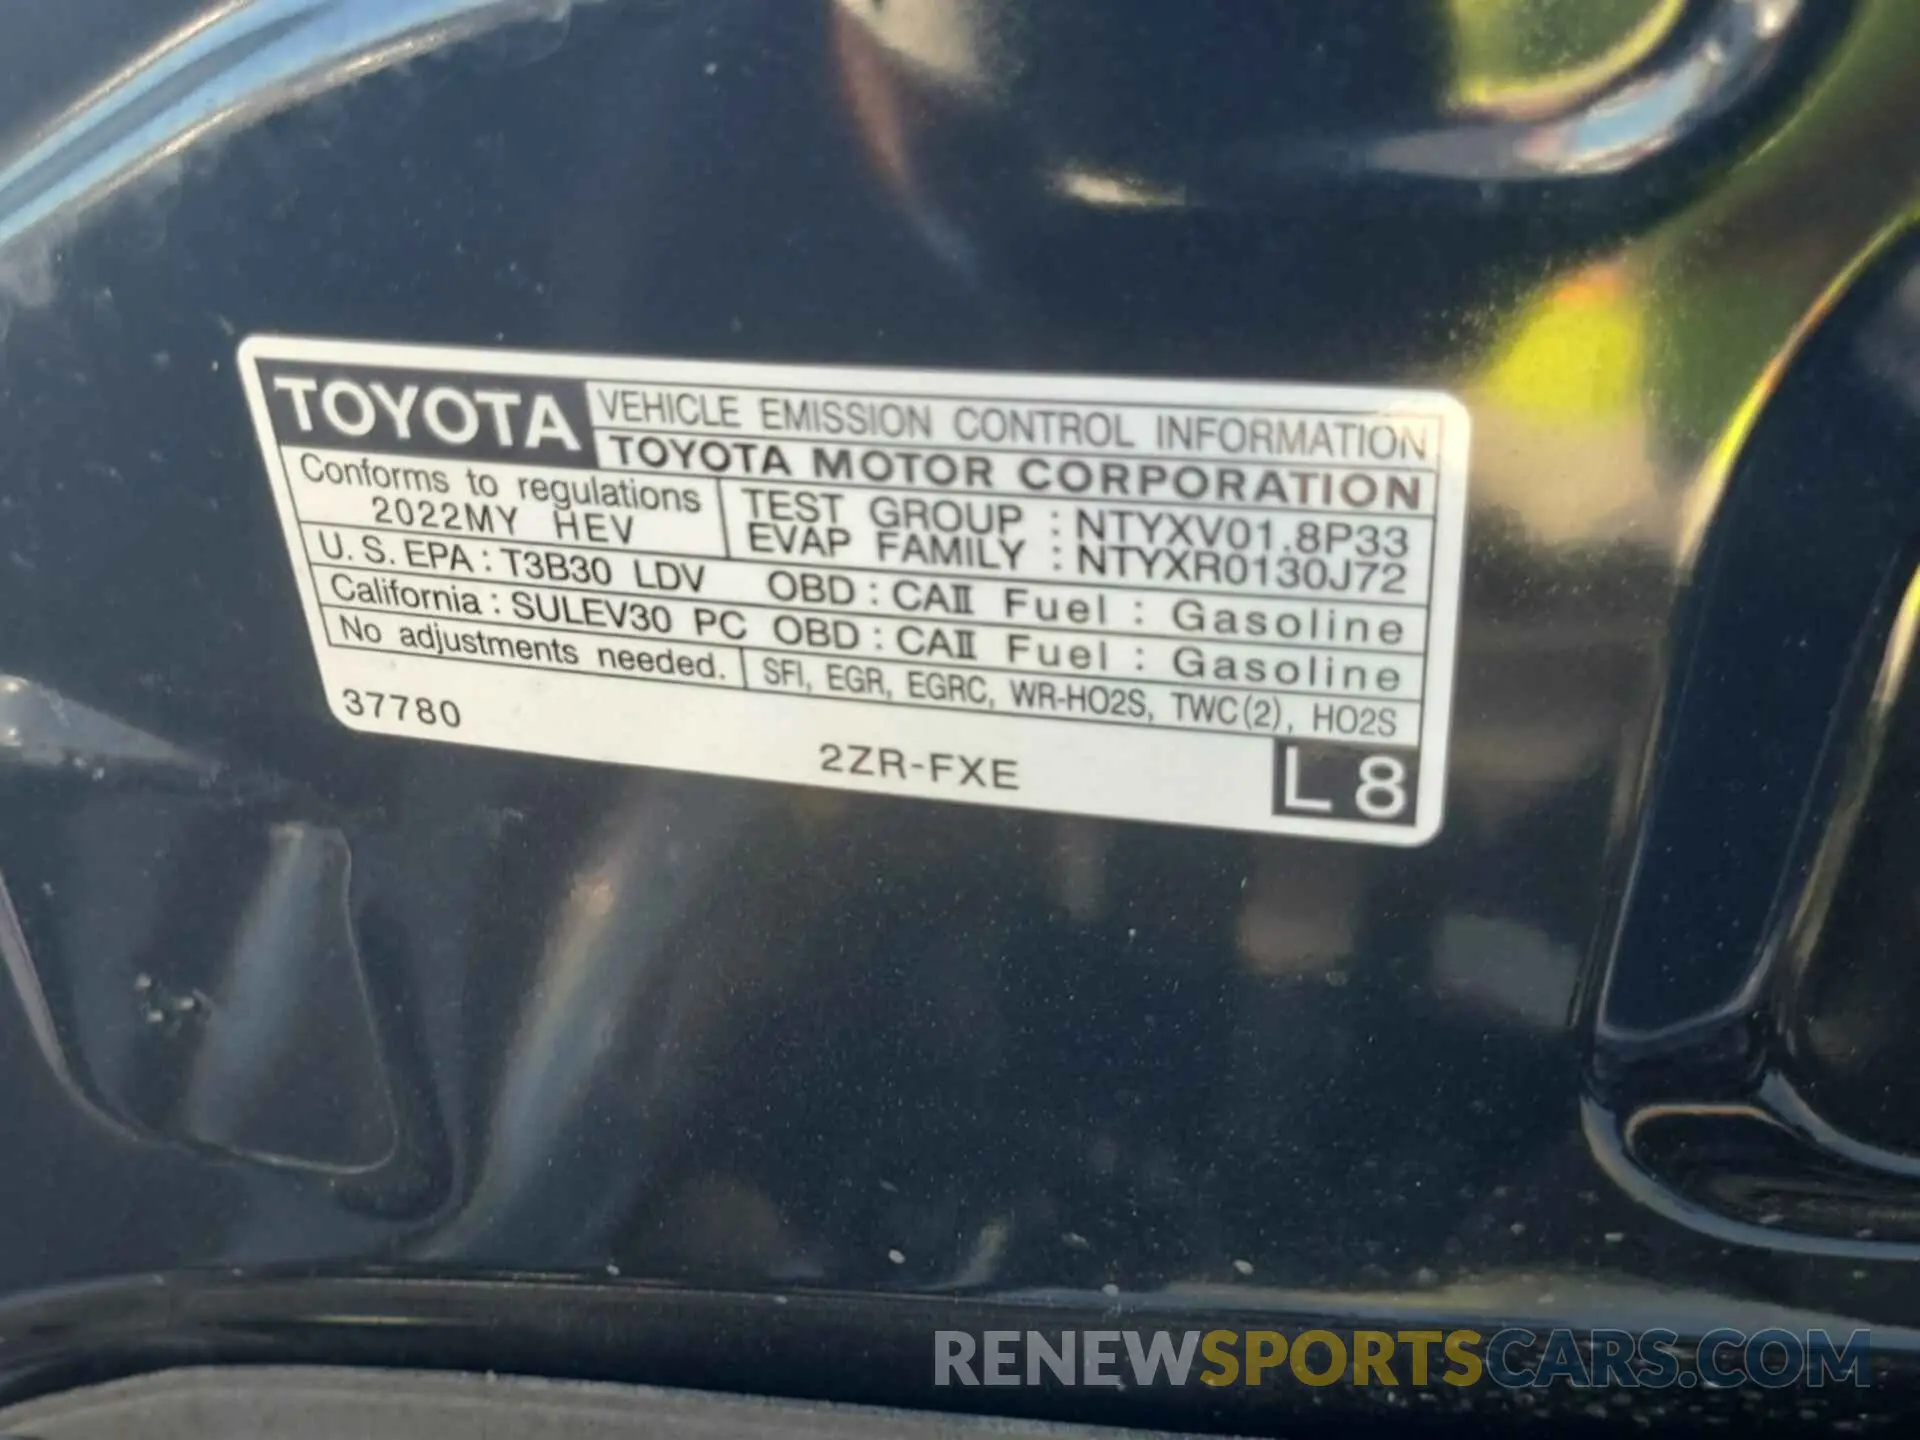 TOYOTA VEHICLE EMISSION CONTROL INFORMATION
TOYOTA MOTOR CORPORATION
Conforms to regulations
2022MY HEV
TEST GROUP : NTYXV01.8P33
EVAP FAMILY : NTYXR0130J72
U.S.EPA : T3B30 LDV OBD : CAII Fuel : Gasoline
California : SULEV30 PC OBD : CAII Fuel : Gasoline
No adjustments needed. SFI, EGR, EGRC, WR-HO2S, TWC(2), HO2S
37780
2ZR-FXE
L8
RENEWSPORTSCARS.COM